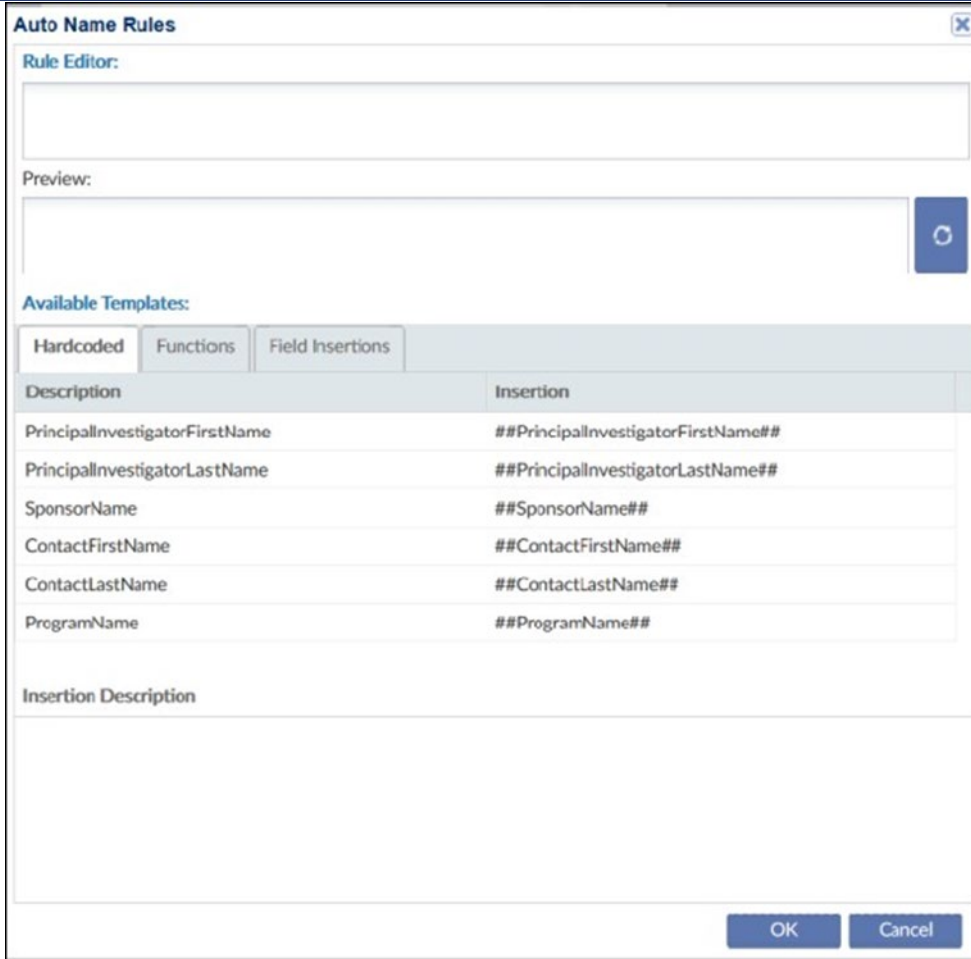 Auto Name Rules
Rule Editor:
Preview:
Available Templates:
Hardcoded Functions Field Insertions
Description Insertion
PrincipalInvestigatorFirstName ##PrincipalInvestigatorFirstName##
PrincipalInvestigatorLastName ##PrincipalInvestigatorLastName##
SponsorName ##SponsorName##
ContactFirstName ##ContactFirstName##
ContactLastName ##ContactLastName##
ProgramName ##ProgramName##
Insertion Description
OK Cancel